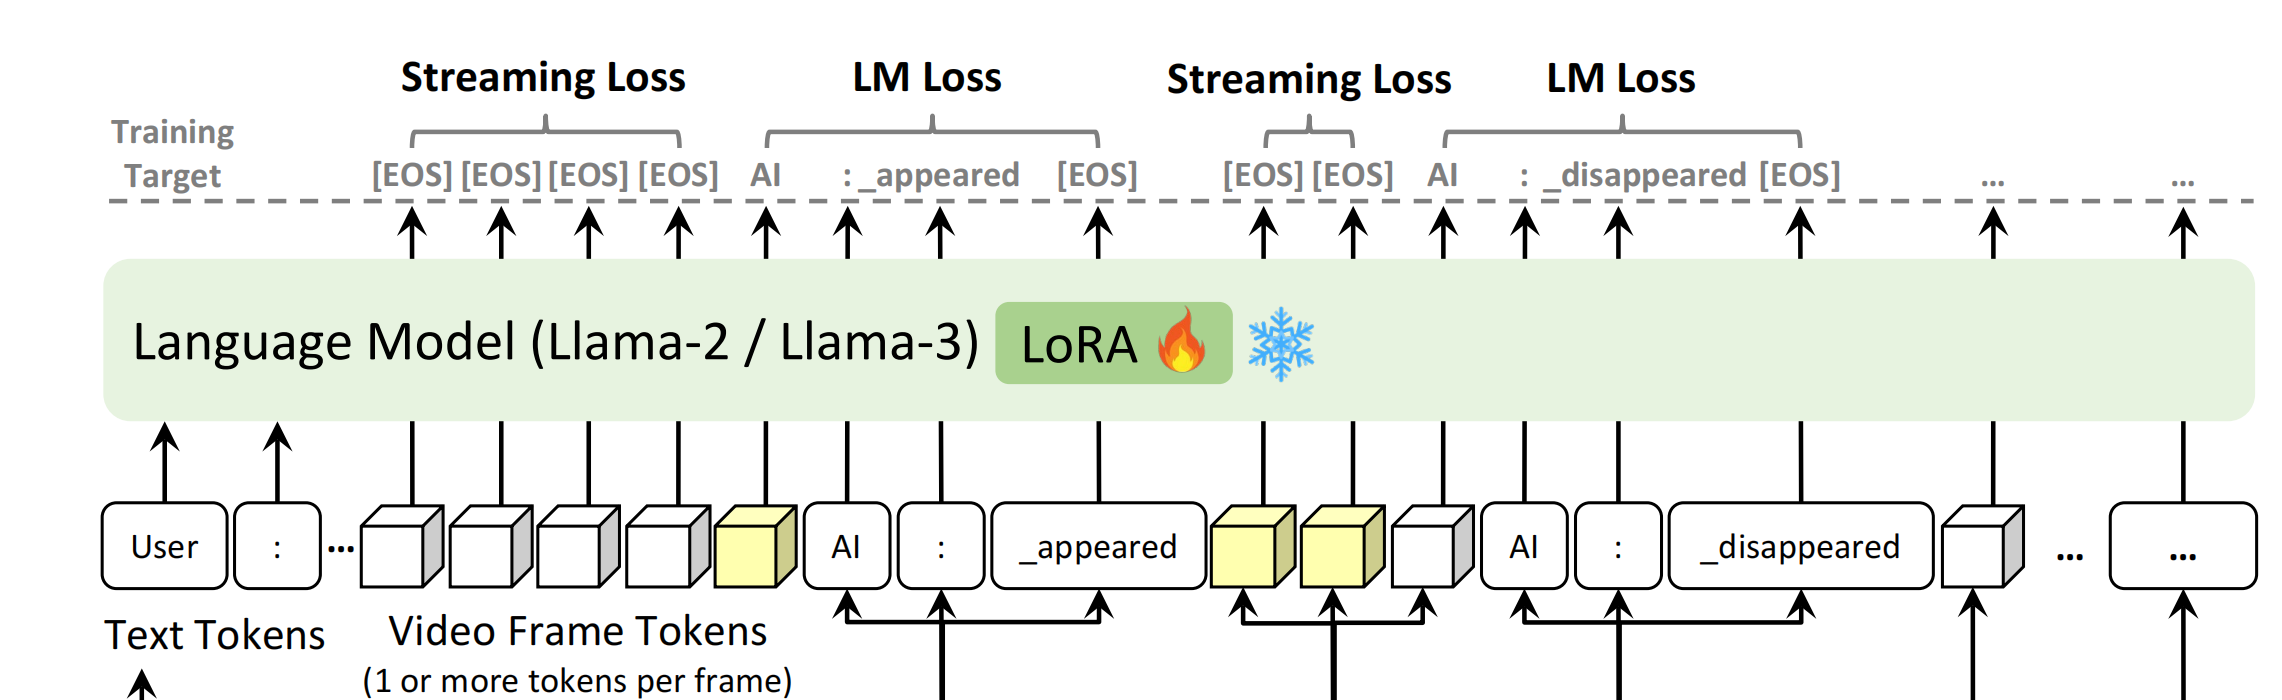 Streaming Loss LM Loss Streaming Loss LM Loss
Training
Target [EOS] [EOS] [EOS] [EOS] AI : _appeared [EOS] [EOS] [EOS] AI : _disappeared [EOS] ... ...
Language Model (Llama-2 / Llama-3) LoRA
User : ... AI : _appeared AI : _disappeared ... ...
Text Tokens Video Frame Tokens
(1 or more tokens per frame)